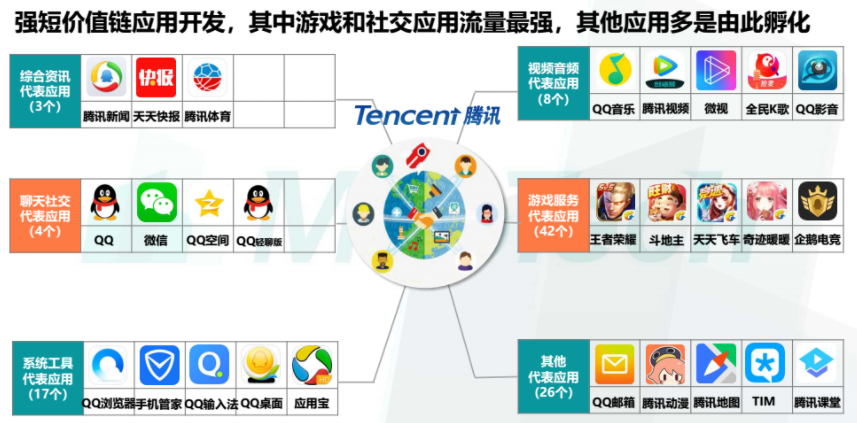 强短价值链应用开发，其中游戏和社交应用流量最强，其他应用多是由此孵化
综合资讯
代表应用
(3个)
快报
腾讯新闻 天天快报 腾讯体育
Tencent 腾讯
视频音频
代表应用
(8个)
QQ音乐 腾讯视频 微视 全民K歌 QQ影音
聊天社交
代表应用
(4个)
QQ 微信 QQ空间 QQ轻聊版
游戏服务
代表应用
(42个)
5v5
旺财
王者荣耀 斗地主 天天飞车 奇迹暖暖 企鹅电竞
系统工具
代表应用
(17个)
QQ浏览器 手机管家 QQ输入法 QQ桌面 应用宝
其他
代表应用
(26个)
QQ邮箱 腾讯动漫 腾讯地图 TIM 腾讯课堂